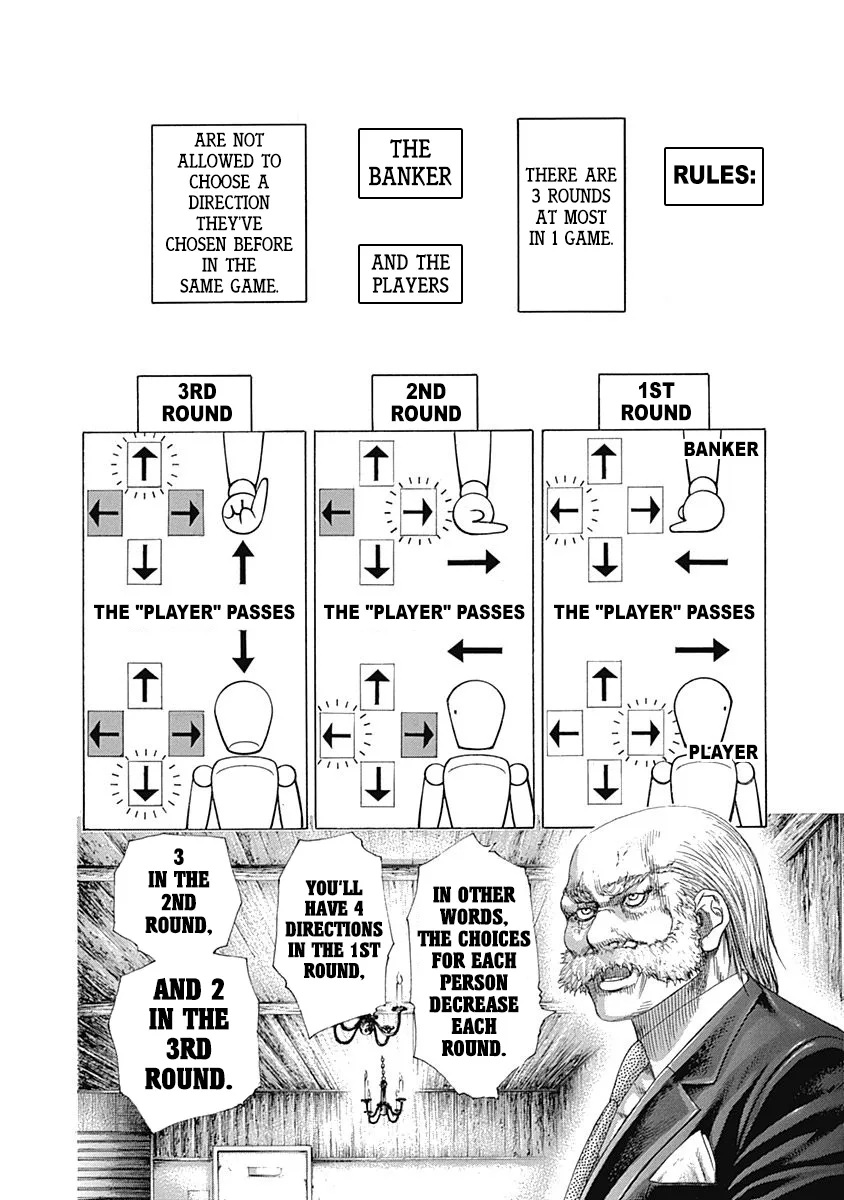 RULES:
THERE ARE
3 ROUNDS
AT MOST
IN 1 GAME.
THE
BANKER
AND THE
PLAYERS
ARE NOT
ALLOWED TO
CHOOSE A
DIRECTION
THEY'VE
CHOSEN BEFORE
IN THE
SAME GAME.
1ST
ROUND
BANKER
THE "PLAYER" PASSES
PLAYER
2ND
ROUND
THE "PLAYER" PASSES
3RD
ROUND
THE "PLAYER" PASSES
IN OTHER
WORDS,
THE CHOICES
FOR EACH
PERSON
DECREASE
EACH
ROUND.
YOU'LL
HAVE 4
DIRECTIONS
IN THE 1ST
ROUND,
3
IN THE
2ND
ROUND,
AND 2
IN THE
3RD
ROUND.